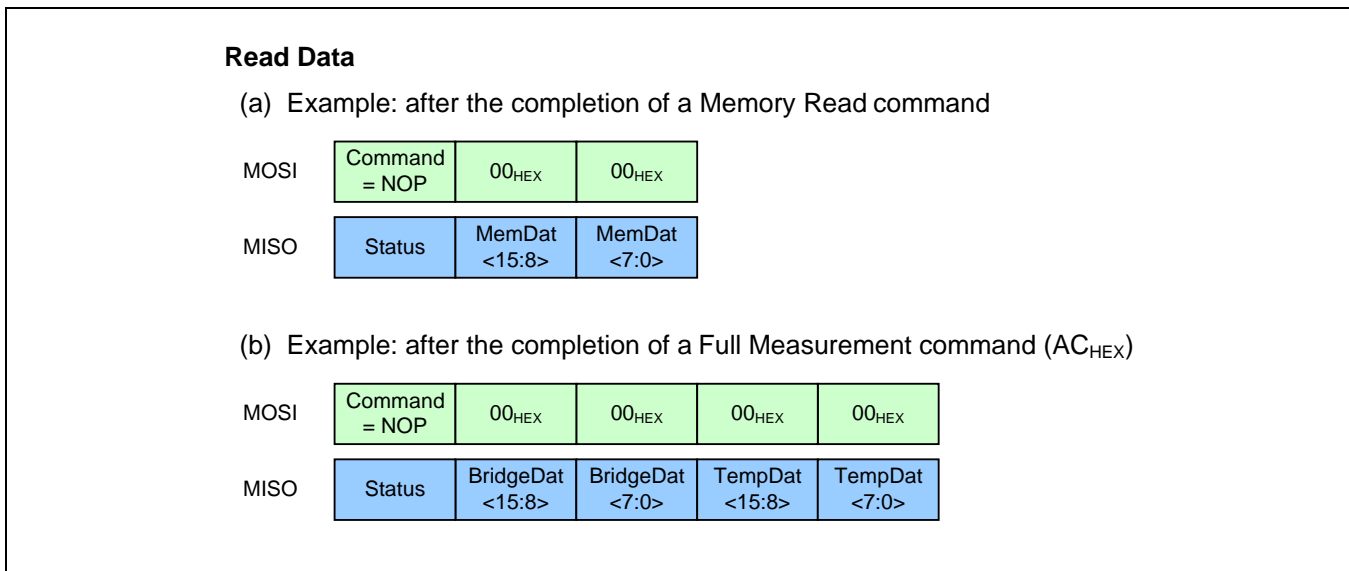 Read Data
(a) Example: after the completion of a Memory Read command
MOSI
Command = NOP
00HEX
00HEX
MISO
Status
MemDat <15:8>
MemDat <7:0>
(b) Example: after the completion of a Full Measurement command (ACHEX)
MOSI
Command = NOP
00HEX
00HEX
00HEX
00HEX
MISO
Status
BridgeDat <15:8>
BridgeDat <7:0>
TempDat <15:8>
TempDat <7:0>